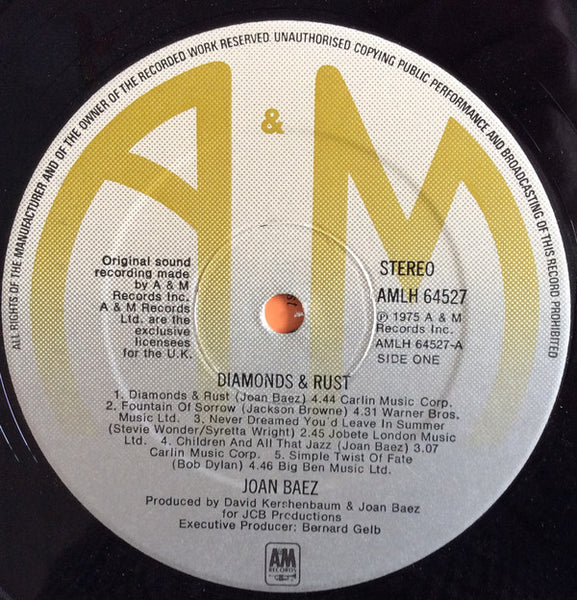 ALL RIGHTS OF THE MANUFACTURER AND OF THE OWNER OF THE RECORDED WORK RESERVED. UNAUTHORISED COPYING PUBLIC PERFORMANCE AND BROADCASTING OF THIS RECORD PROHIBITED
A & M
Original sound
recording made
by A & M
Records Inc.
A & M Records
Ltd. are the
exclusive
licensees
for the U.K.
STEREO
AMLH 64527
℗ 1975 A & M
Records Inc.
AMLH 64527-A
SIDE ONE
DIAMONDS & RUST
1. Diamonds & Rust (Joan Baez) 4.44 Carlin Music Corp.
2. Fountain Of Sorrow (Jackson Browne) 4.31 Warner Bros.
Music Ltd. 3. Never Dreamed You'd Leave In Summer
(Stevie Wonder/Syretta Wright) 2.45 Jobete London Music
Ltd. 4. Children And All That Jazz (Joan Baez) 3.07
Carlin Music Corp. 5. Simple Twist Of Fate
(Bob Dylan) 4.46 Big Ben Music Ltd.
JOAN BAEZ
Produced by David Kershenbaum & Joan Baez
for JCB Productions
Executive Producer: Bernard Gelb
A&M
RECORDS